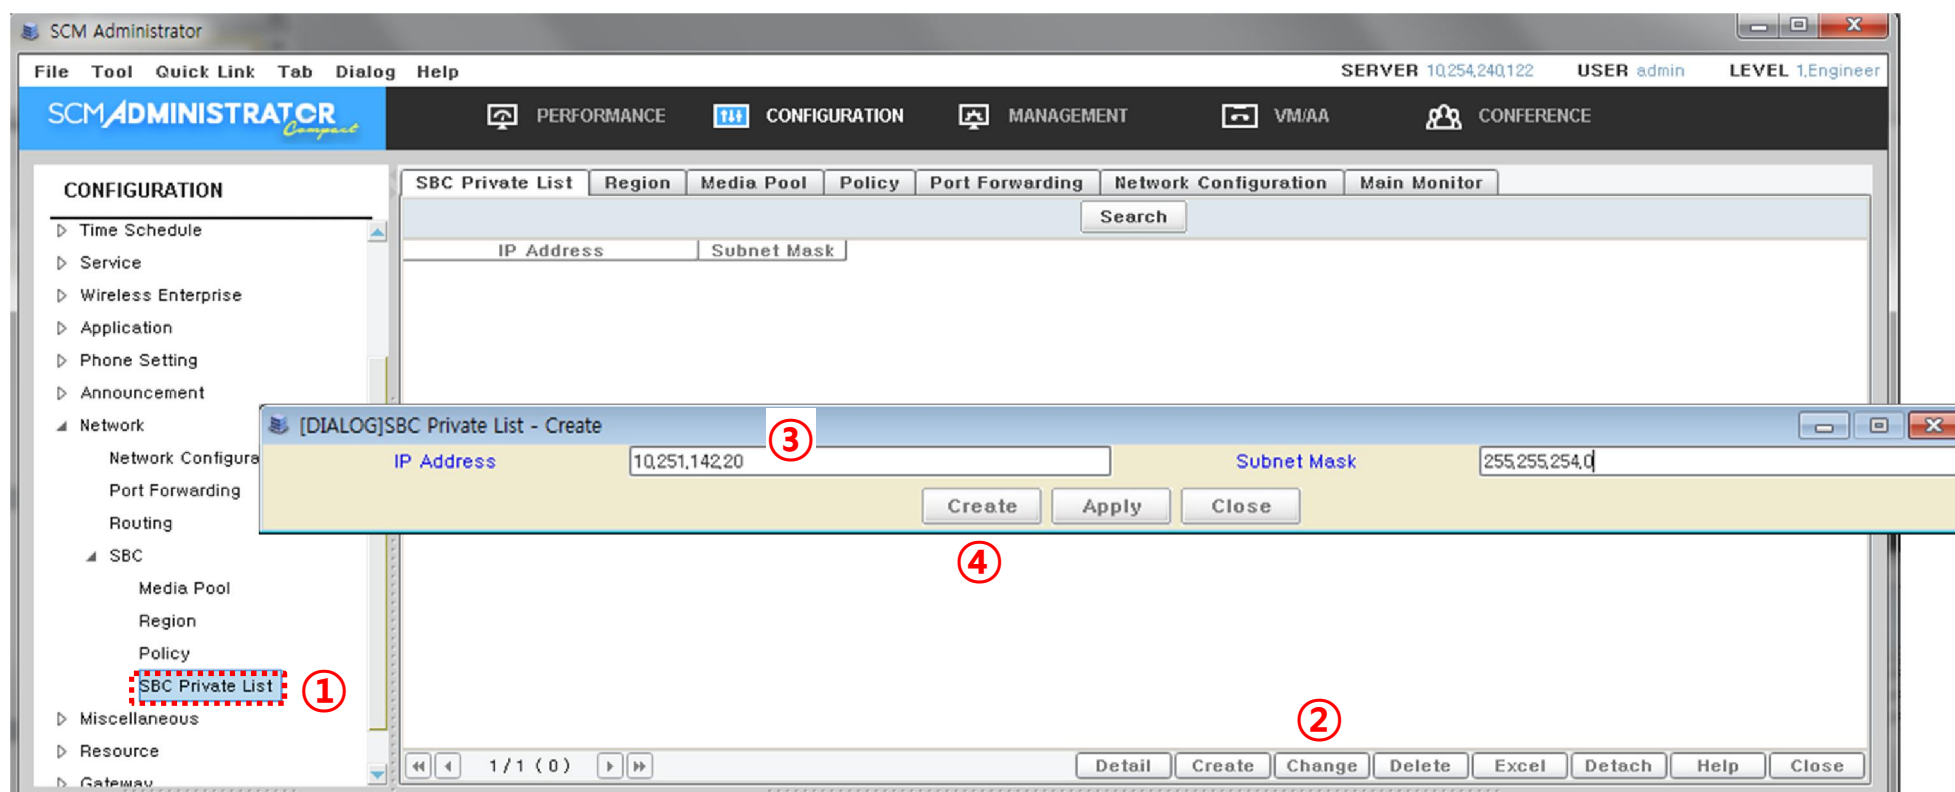 SCM Administrator
File Tool Quick Link Tab Dialog Help SERVER 10,254,240,122 USER admin LEVEL 1,Engineer
SCM ADMINISTRATOR Compact PERFORMANCE CONFIGURATION MANAGEMENT VM/AA CONFERENCE
CONFIGURATION
SBC Private List Region Media Pool Policy Port Forwarding Network Configuration Main Monitor
Search
Time Schedule
IP Address Subnet Mask
Service
Wireless Enterprise
Application
Phone Setting
Announcement
Network
[DIALOG]SBC Private List - Create
③
Network Configura
IP Address 10,251,142,20 Subnet Mask 255,255,254,0
Port Forwarding
Create Apply Close
Routing
④
SBC
Media Pool
Region
Policy
SBC Private List ①
Miscellaneous
②
Resource
1/1 (0) Detail Create Change Delete Excel Detach Help Close
Gateway